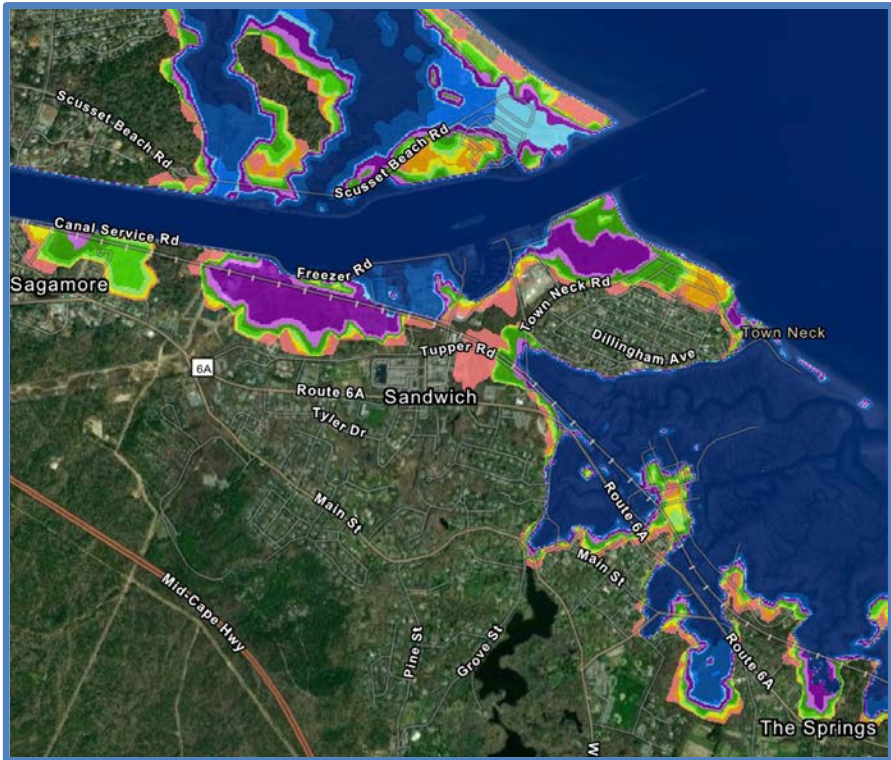 Scusset Beach Rd
Scusset Beach Rd
Canal Service Rd
Freezer Rd
Sagamore
Town Neck Rd
Town Neck
Dillingham Ave
Tupper Rd
6A
Route 6A
Sandwich
Tyler Dr
Main St
Route 6A
Main St
Mid-Cape Hwy
Pine St
Grove St
Route 6A
The Springs
W